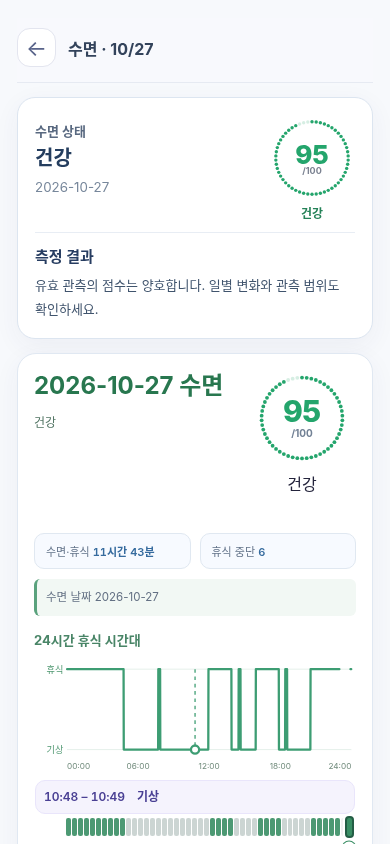 수면 · 10/27
수면 상태
건강
2026-10-27
95
/100
건강
측정 결과
유효 관측의 점수는 양호합니다. 일별 변화와 관측 범위도
확인하세요.
2026-10-27 수면
건강
95
/100
건강
수면·휴식 11시간 43분
휴식 중단 6
수면 날짜 2026-10-27
24시간 휴식 시간대
휴식
기상
00:00 06:00 12:00 18:00 24:00
10:48 – 10:49 기상